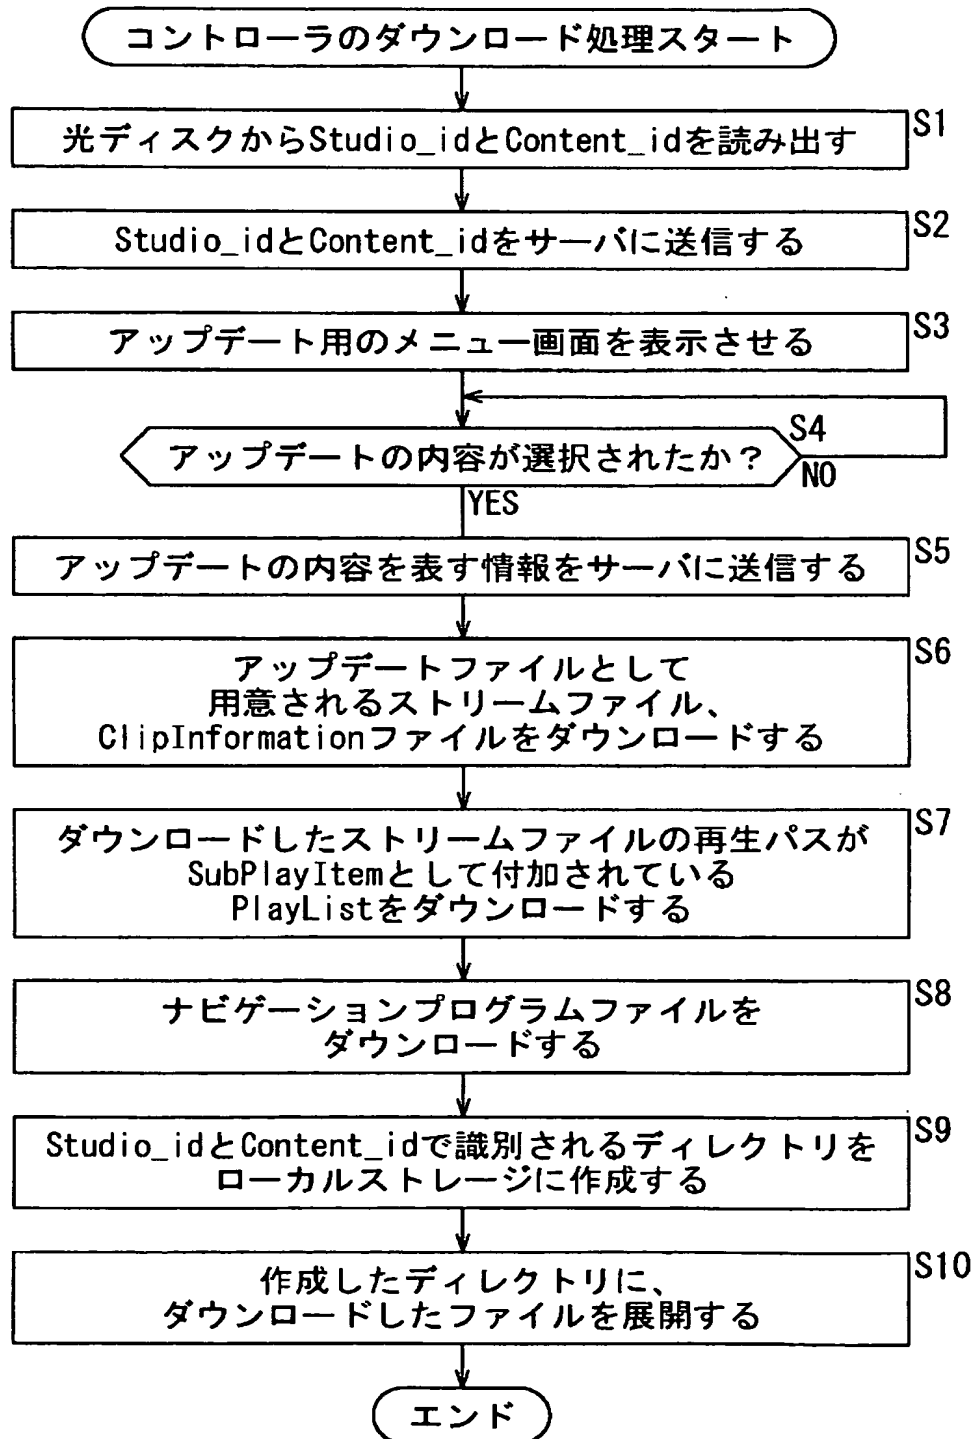 コントローラのダウンロード処理スタート
光ディスクからStudio_idとContent_idを読み出す
S1
Studio_idとContent_idをサーバに送信する
S2
アップデート用のメニュー画面を表示させる
S3
アップデートの内容が選択されたか？
S4
NO
YES
アップデートの内容を表す情報をサーバに送信する
S5
アップデートファイルとして
用意されるストリームファイル、
ClipInformationファイルをダウンロードする
S6
ダウンロードしたストリームファイルの再生パスが
SubPlayItemとして付加されている
PlayListをダウンロードする
S7
ナビゲーションプログラムファイルを
ダウンロードする
S8
Studio_idとContent_idで識別されるディレクトリを
ローカルストレージに作成する
S9
作成したディレクトリに、
ダウンロードしたファイルを展開する
S10
エンド